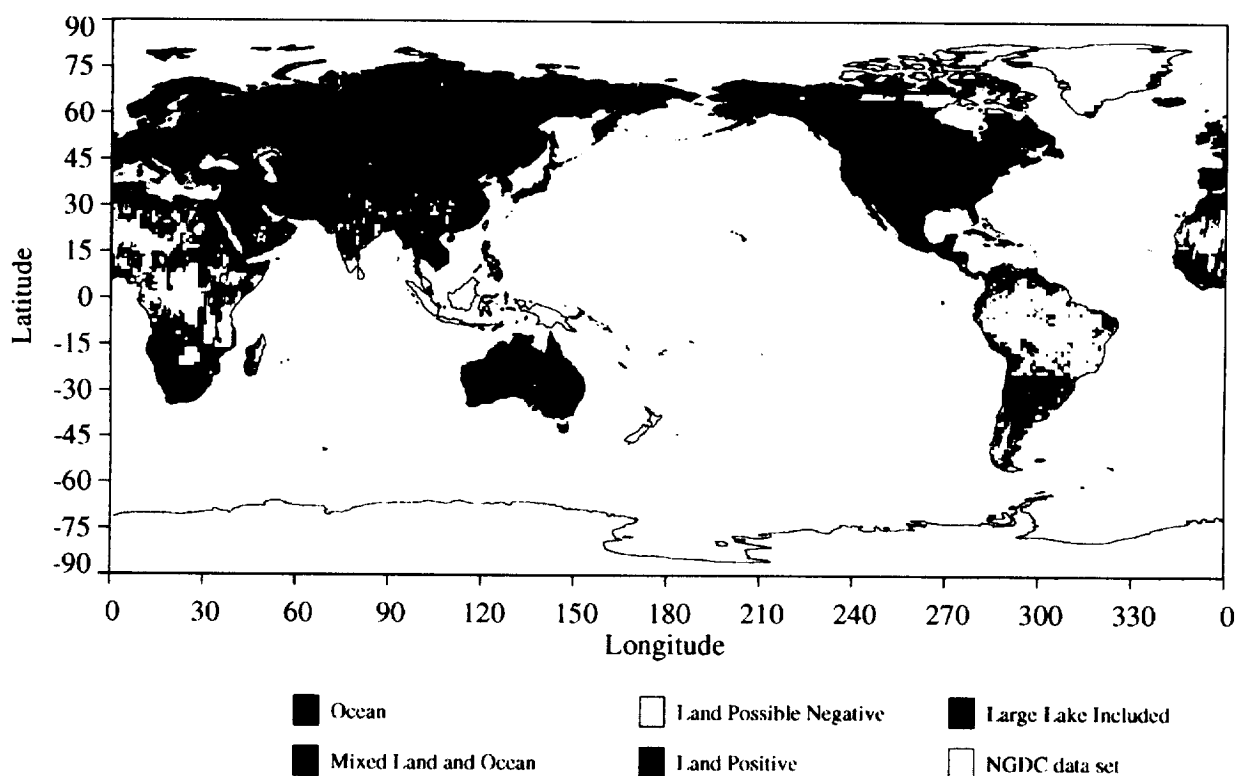 90
75
60
45
30
15
0
-15
-30
-45
-60
-75
-90
Latitude
0 30 60 90 120 150 180 210 240 270 300 330 0
Longitude
Ocean Land Possible Negative Large Lake Included
Mixed Land and Ocean Land Positive NGDC data set